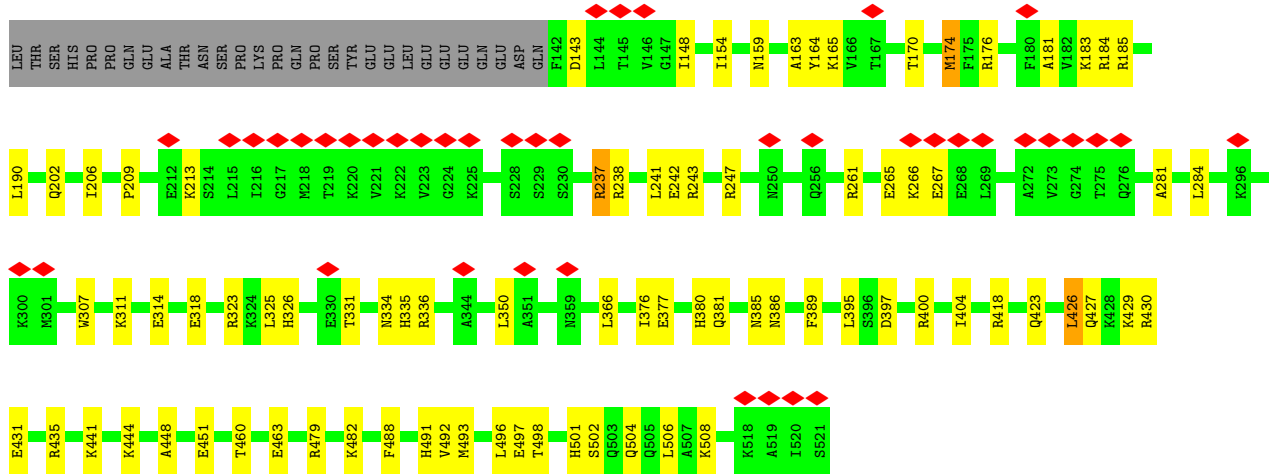 LEU THR SER HIS PRO PRO GLN GLU ALA THR ASN SER PRO LYS PRO GLN PRO SER TYR GLU GLU LEU GLU GLU GLU GLN GLU ASP GLN F142 D143 L144 T145 V146 G147 I148 I154 N159 A163 Y164 K165 V166 T167 T170 M174 F175 R176 F180 A181 V182 K183 R184 R185
L190 Q202 I206 P209 E212 K213 S214 L215 I216 G217 M218 T219 K220 V221 K222 V223 G224 K225 S228 S229 S230 R237 R238 L241 E242 R243 R247 N250 Q256 R261 E265 K266 E267 E268 L269 A272 V273 G274 T275 Q276 A281 L284 K296
K300 M301 W307 K311 E314 E318 R323 K324 L325 H326 E330 T331 N334 H335 R336 A344 L350 A351 N359 L366 I376 E377 H380 Q381 N385 N386 F389 L395 S396 D397 R400 I404 R418 Q423 L426 Q427 K428 K429 R430
E431 R435 K441 K444 A448 E451 T460 E463 R479 K482 F488 H491 V492 M493 L496 E497 T498 H501 S502 Q503 Q504 Q505 L506 A507 K508 K518 A519 I520 S521